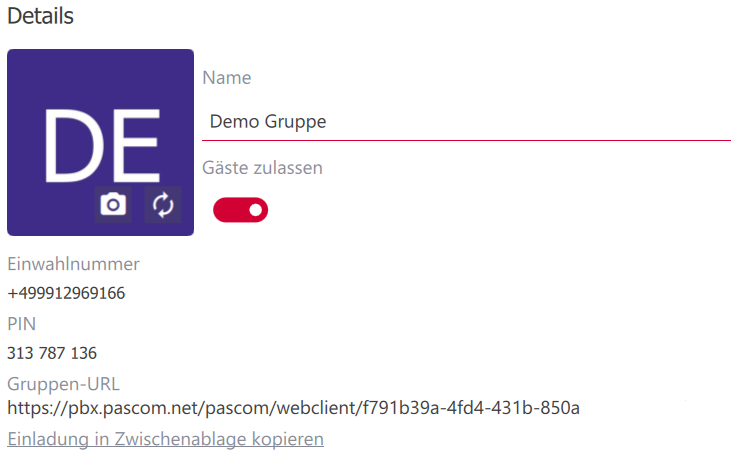 Details
DE
Name
Demo Gruppe
Gäste zulassen
Einwahlnummer
+499912969166
PIN
313 787 136
Gruppen-URL
https://pbx.pascom.net/pascom/webclient/f791b39a-4fd4-431b-850a
Einladung in Zwischenablage kopieren